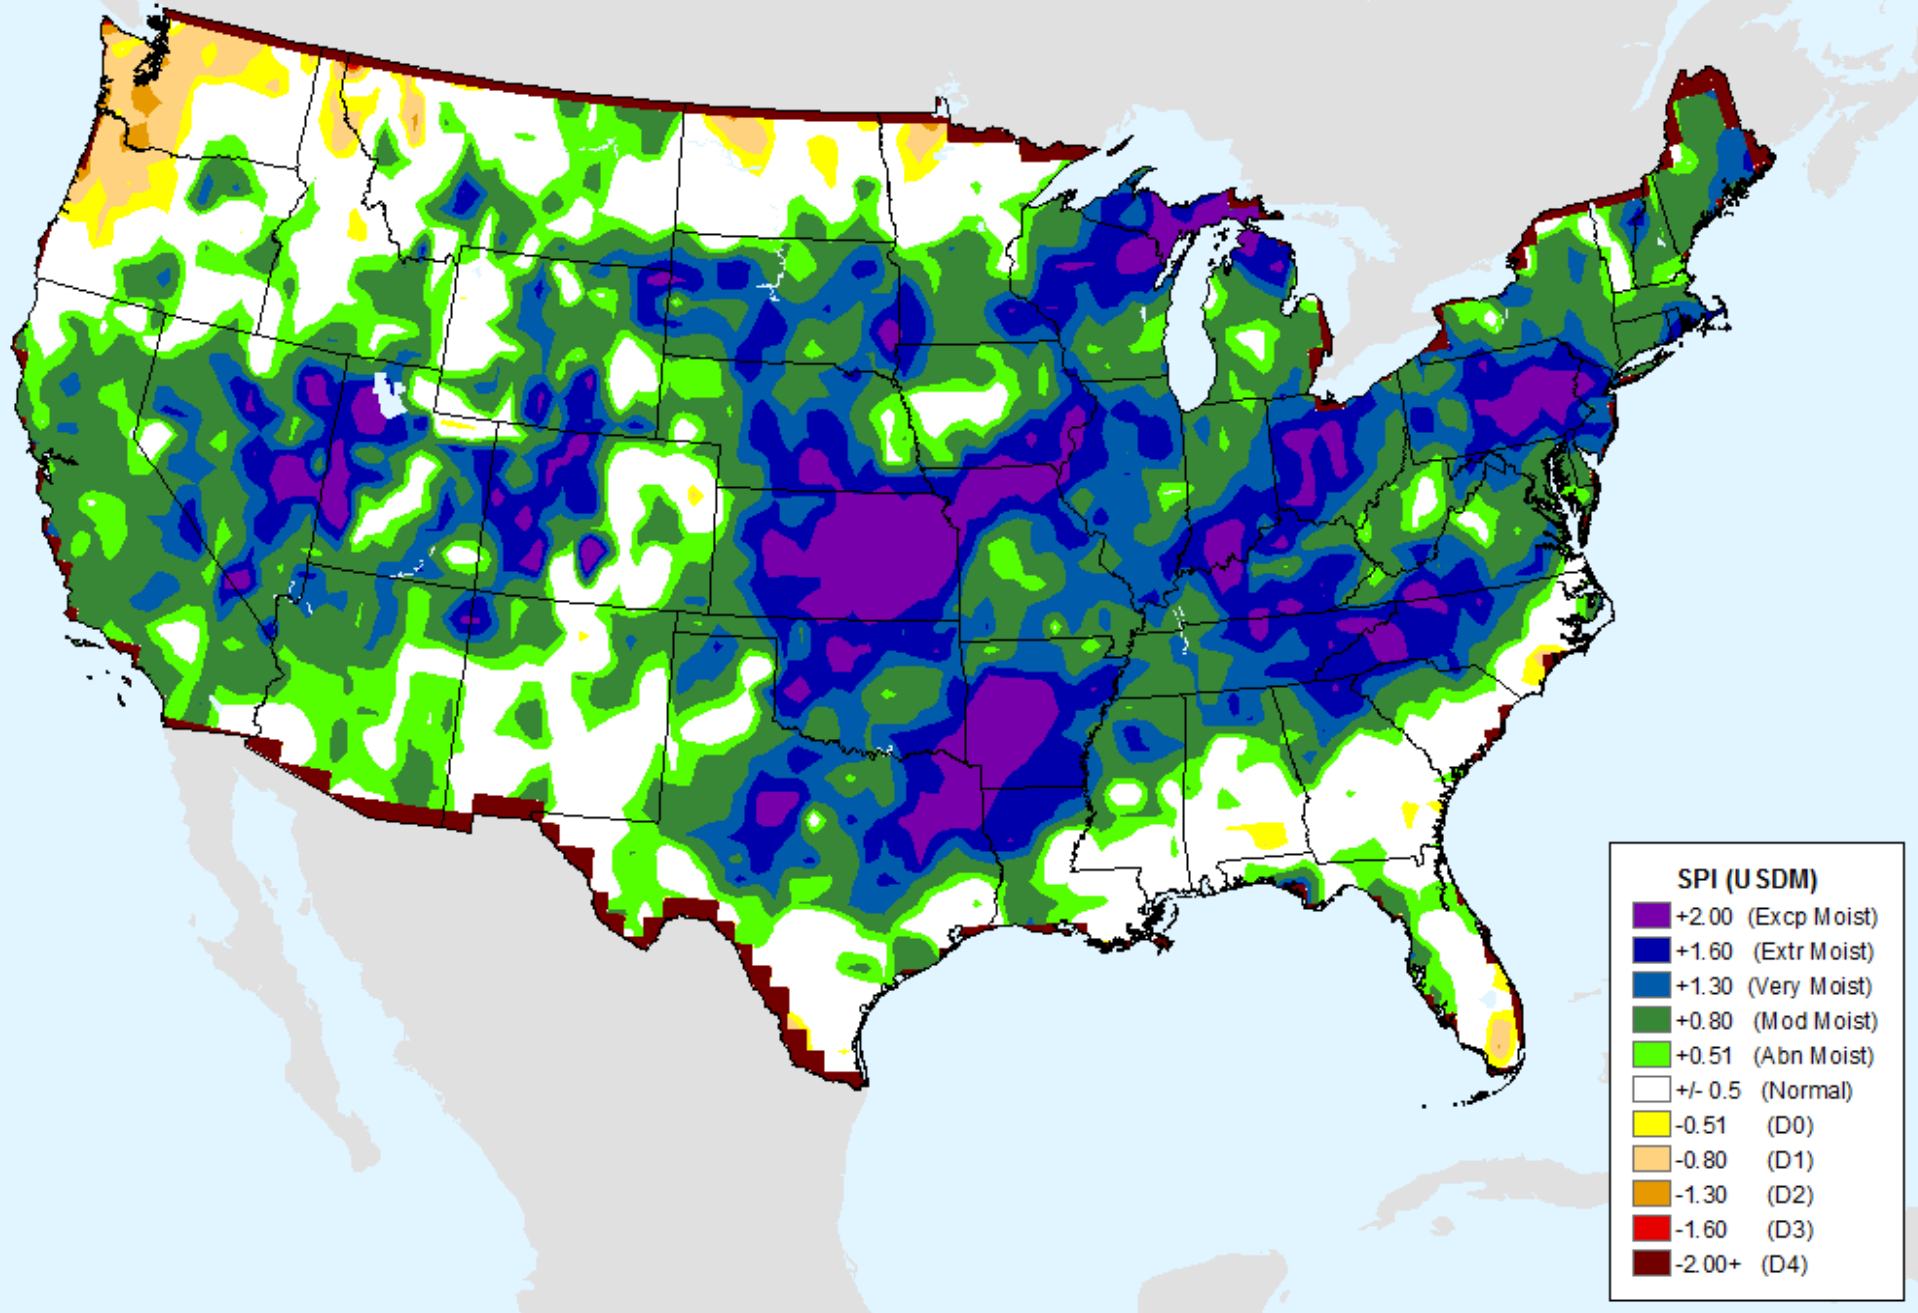 SPI (USDM)
+2.00 (Excp Moist)
+1.60 (Extr Moist)
+1.30 (Very Moist)
+0.80 (Mod Moist)
+0.51 (Abn Moist)
+/- 0.5 (Normal)
-0.51 (D0)
-0.80 (D1)
-1.30 (D2)
-1.60 (D3)
-2.00+ (D4)